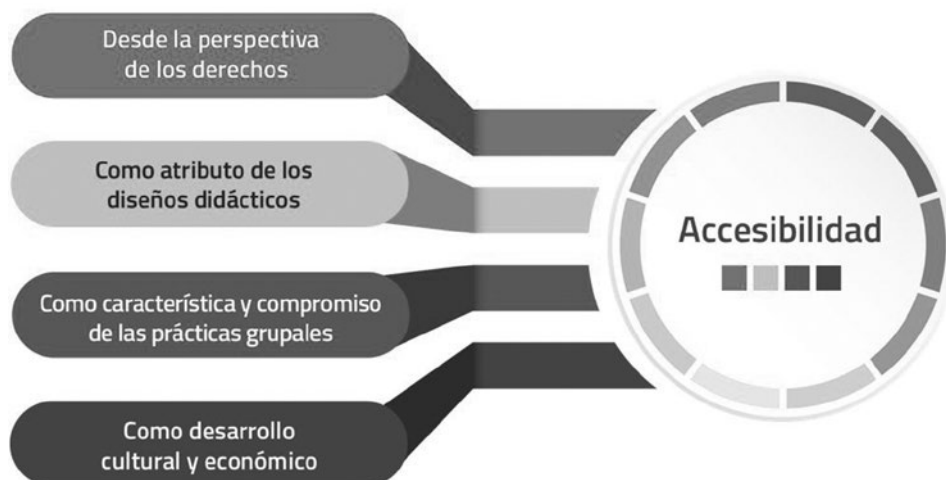 Desde la perspectiva
de los derechos
Como atributo de los
diseños didácticos
Como característica y compromiso
de las prácticas grupales
Como desarrollo
cultural y económico
Accesibilidad